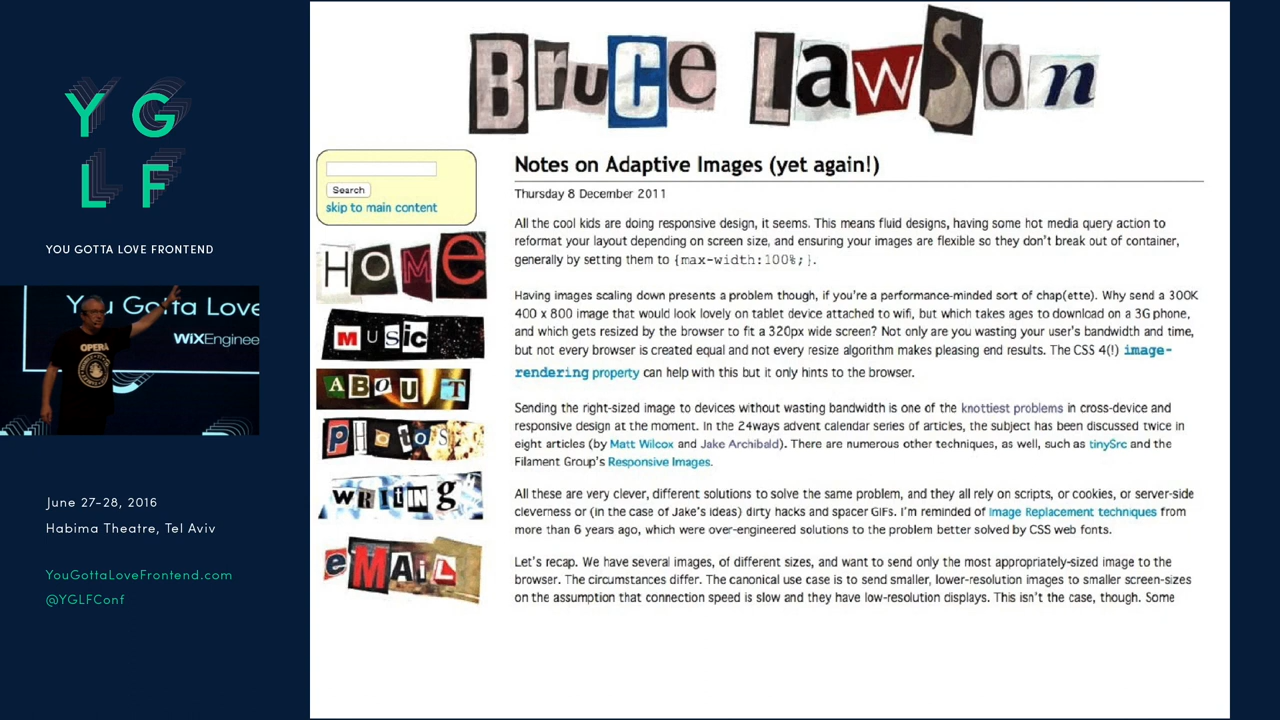 Y G
L F
YOU GOTTA LOVE FRONTEND
You Gotta Love
WiXEnginee
OPERA
June 27-28, 2016
Habima Theatre, Tel Aviv
YouGottaLoveFrontend.com
@YGLFConf
Bruce Lawson
Search
skip to main content
HOMe
music
ABOUT
PHotos
writing
eMAiL
Notes on Adaptive Images (yet again!)
Thursday 8 December 2011
All the cool kids are doing responsive design, it seems. This means fluid designs, having some hot media query action to
reformat your layout depending on screen size, and ensuring your images are flexible so they don't break out of container,
generally by setting them to {max-width:100%;}.
Having images scaling down presents a problem though, if you're a performance-minded sort of chap(ette). Why send a 300K
400 x 800 image that would look lovely on tablet device attached to wifi, but which takes ages to download on a 3G phone,
and which gets resized by the browser to fit a 320px wide screen? Not only are you wasting your user's bandwidth and time,
but not every browser is created equal and not every resize algorithm makes pleasing end results. The CSS 4(!) image-
rendering property can help with this but it only hints to the browser.
Sending the right-sized image to devices without wasting bandwidth is one of the knottiest problems in cross-device and
responsive design at the moment. In the 24ways advent calendar series of articles, the subject has been discussed twice in
eight articles (by Matt Wilcox and Jake Archibald). There are numerous other techniques, as well, such as tinySrc and the
Filament Group's Responsive Images.
All these are very clever, different solutions to solve the same problem, and they all rely on scripts, or cookies, or server-side
cleverness or (in the case of Jake's ideas) dirty hacks and spacer GIFs. I'm reminded of Image Replacement techniques from
more than 6 years ago, which were over-engineered solutions to the problem better solved by CSS web fonts.
Let's recap. We have several images, of different sizes, and want to send only the most appropriately-sized image to the
browser. The circumstances differ. The canonical use case is to send smaller, lower-resolution images to smaller screen-sizes
on the assumption that connection speed is slow and they have low-resolution displays. This isn't the case, though. Some